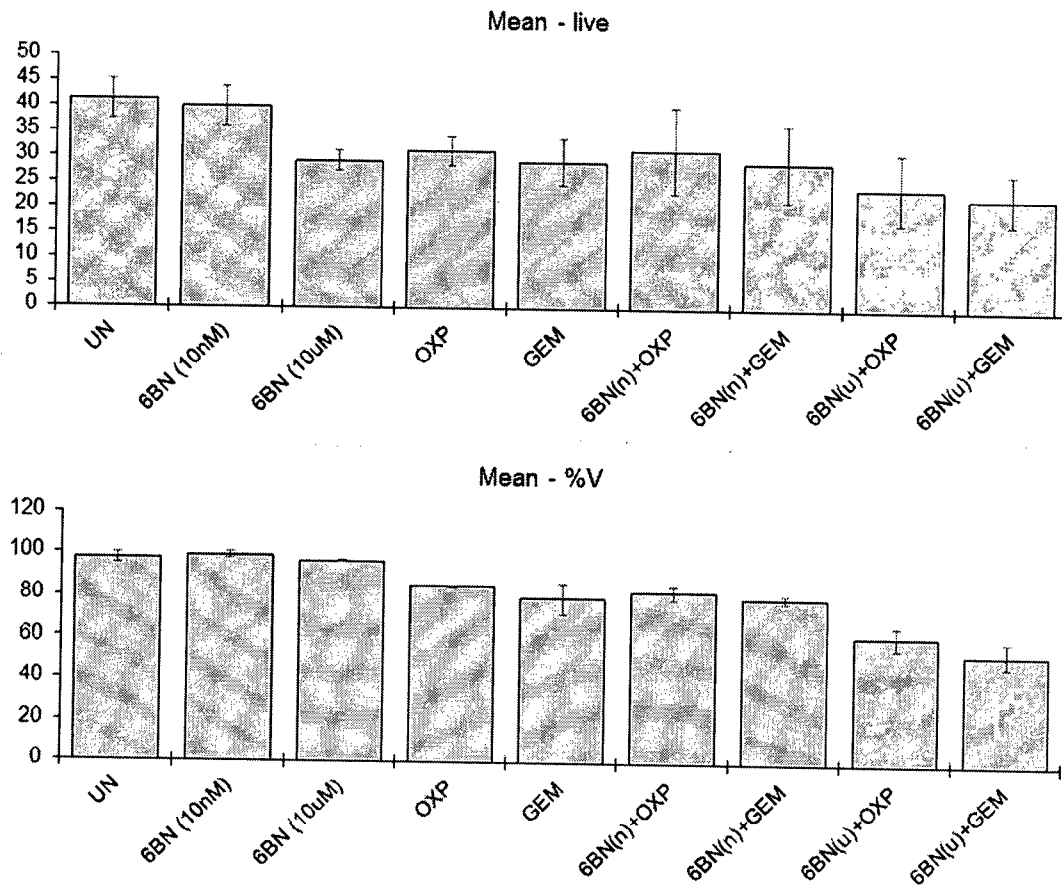 Mean - live
50
45
40
35
30
25
20
15
10
5
0
UN
6BN (10nM)
6BN (10uM)
OXP
GEM
6BN(n)+OXP
6BN(n)+GEM
6BN(u)+OXP
6BN(u)+GEM
Mean - %V
120
100
80
60
40
20
0
UN
6BN (10nM)
6BN (10uM)
OXP
GEM
6BN(n)+OXP
6BN(n)+GEM
6BN(u)+OXP
6BN(u)+GEM